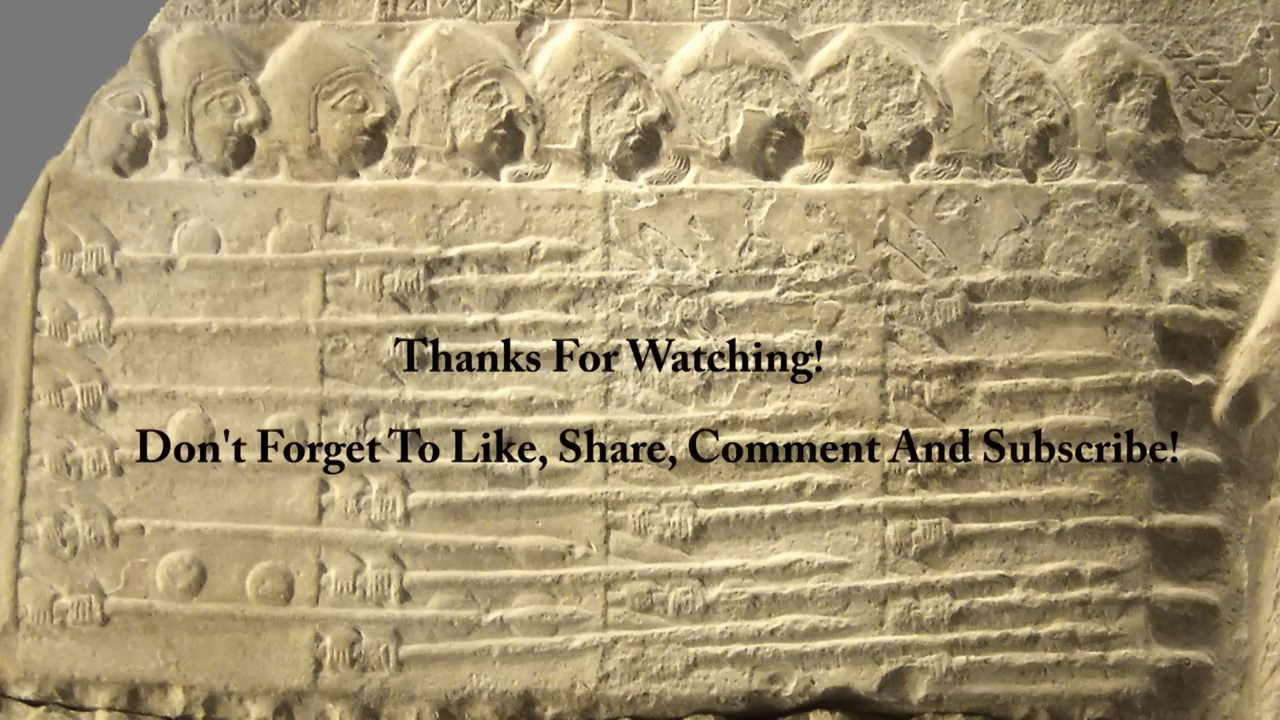 Thanks For Watching!
Don't Forget To Like, Share, Comment And Subscribe!